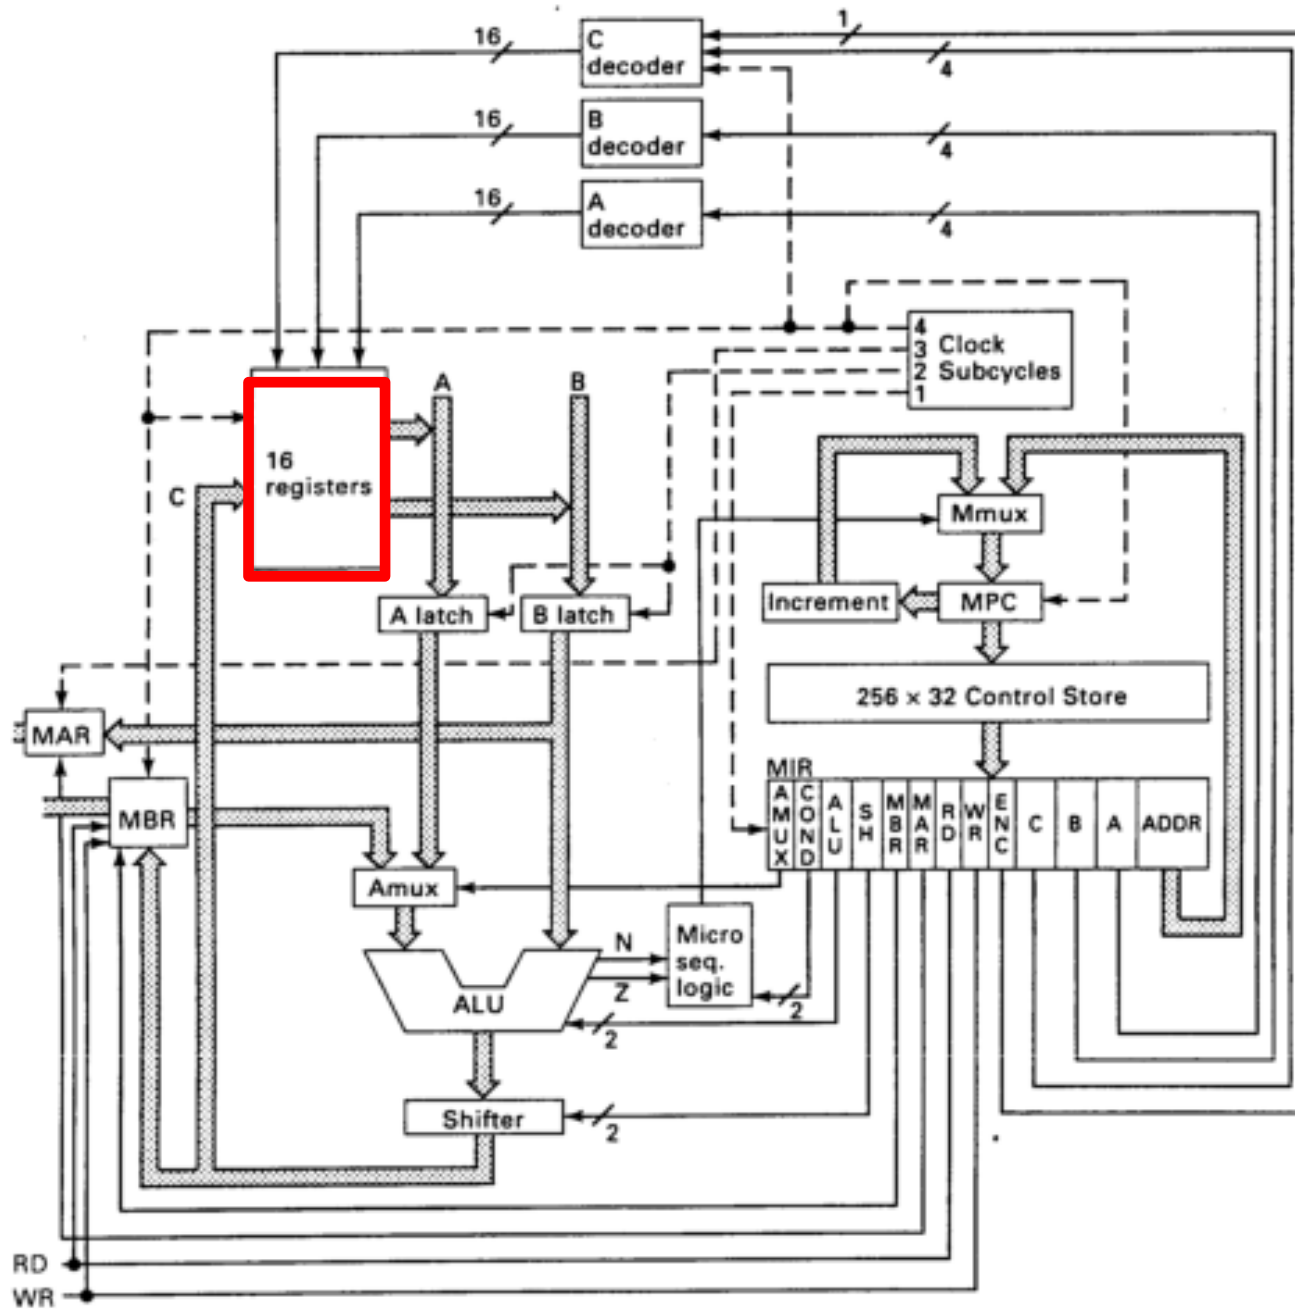 1
16
C
decoder
4
16
B
decoder
4
16
A
decoder
4
4
3
2
1
Clock
Subcycles
A
B
16
registers
C
Mmux
A latch
B latch
Increment
MPC
256 × 32 Control Store
MAR
MIR
MBR
AMUX
COND
ALU
SH
MBR
MAR
RD
WR
ENC
C
B
A
ADDR
Amux
N
Z
Micro
seq.
logic
2
ALU
2
Shifter
2
RD
WR